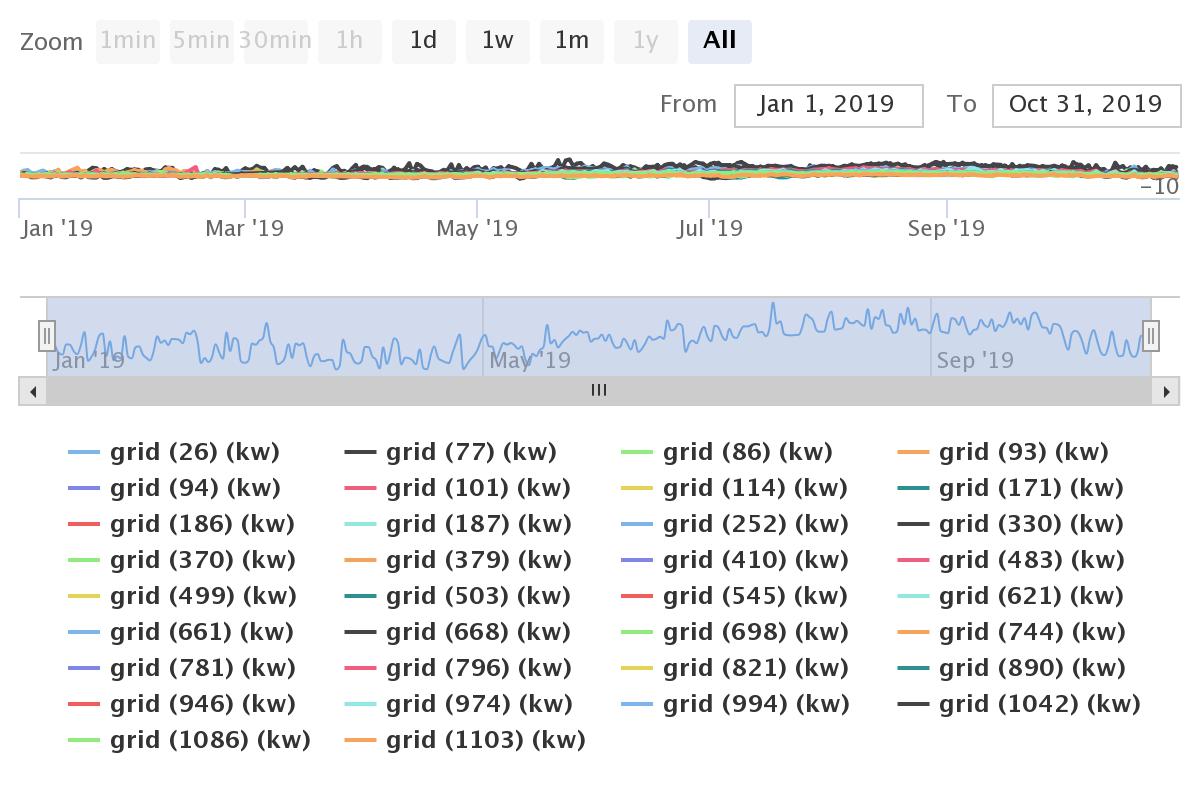 Zoom 1min 5min 30min 1h 1d 1w 1m 1y All
From Jan 1, 2019 To Oct 31, 2019
−10
Jan '19 Mar '19 May '19 Jul '19 Sep '19
Jan '19 May '19 Sep '19
grid (26) (kw) grid (77) (kw) grid (86) (kw) grid (93) (kw)
grid (94) (kw) grid (101) (kw) grid (114) (kw) grid (171) (kw)
grid (186) (kw) grid (187) (kw) grid (252) (kw) grid (330) (kw)
grid (370) (kw) grid (379) (kw) grid (410) (kw) grid (483) (kw)
grid (499) (kw) grid (503) (kw) grid (545) (kw) grid (621) (kw)
grid (661) (kw) grid (668) (kw) grid (698) (kw) grid (744) (kw)
grid (781) (kw) grid (796) (kw) grid (821) (kw) grid (890) (kw)
grid (946) (kw) grid (974) (kw) grid (994) (kw) grid (1042) (kw)
grid (1086) (kw) grid (1103) (kw)